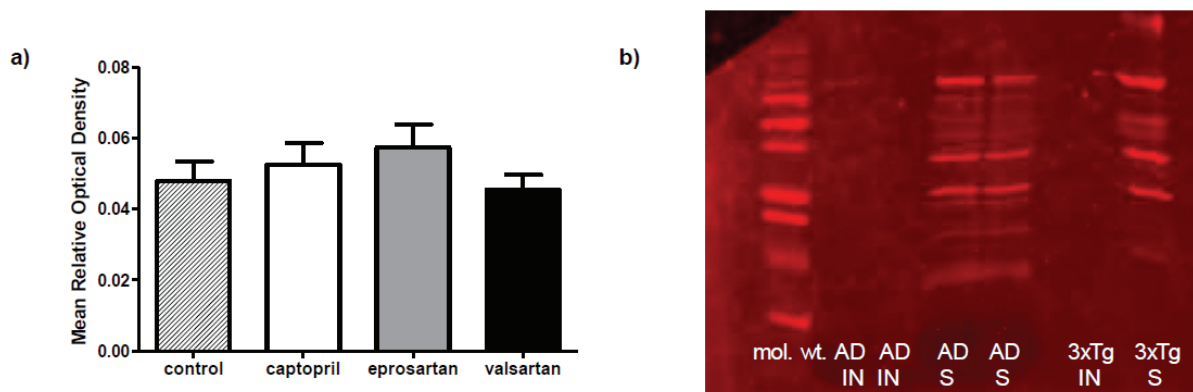 a)
Mean Relative Optical Density
0.08
0.06
0.04
0.02
0.00
control captopril eprosartan valsartan
b)
mol. wt. AD AD AD AD 3xTg 3xTg
IN IN S S IN S